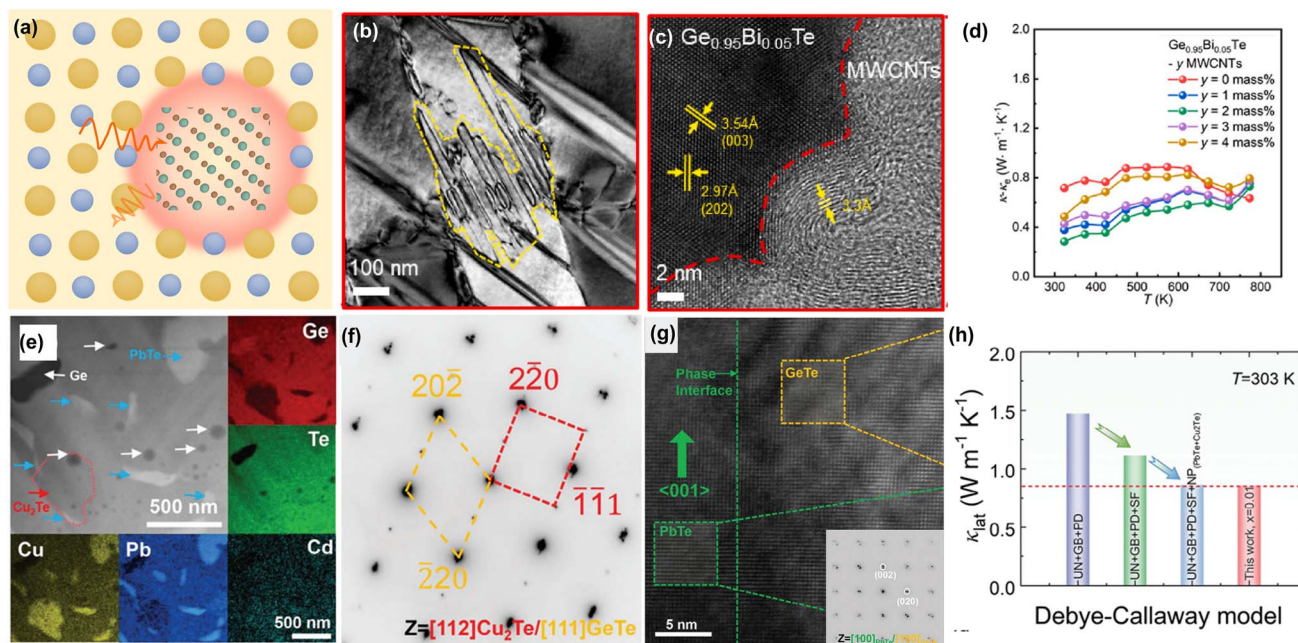 (a)
(b)
100 nm
(c)
Ge0.95Bi0.05Te
MWCNTs
3.54Å
(003)
2.97Å
(202)
3.3Å
2 nm
(d)
κ-κe (W· m-1· K-1)
2.0
1.6
1.2
0.8
0.4
0.0
Ge0.95Bi0.05Te
- y MWCNTs
y = 0 mass%
y = 1 mass%
y = 2 mass%
y = 3 mass%
y = 4 mass%
300 400 500 600 700 800
T (K)
(e)
PbTe
Ge
Cu2Te
500 nm
Ge
Te
Cu
Pb
Cd
500 nm
(f)
202̅
22̅0
1̅1̅1
2̅20
Z=[112]Cu2Te/[111]GeTe
(g)
Phase
Interface
GeTe
<001>
PbTe
5 nm
(002)
(020)
Z=[100]PbTe/
(h)
T=303 K
κlat (W m-1 K-1)
2.0
1.5
1.0
0.5
0.0
UN+GB+PD
UN+GB+PD+SF
UN+GB+PD+SF+NP(PbTe+Cu2Te)
This work, x=0.01
Debye-Callaway model